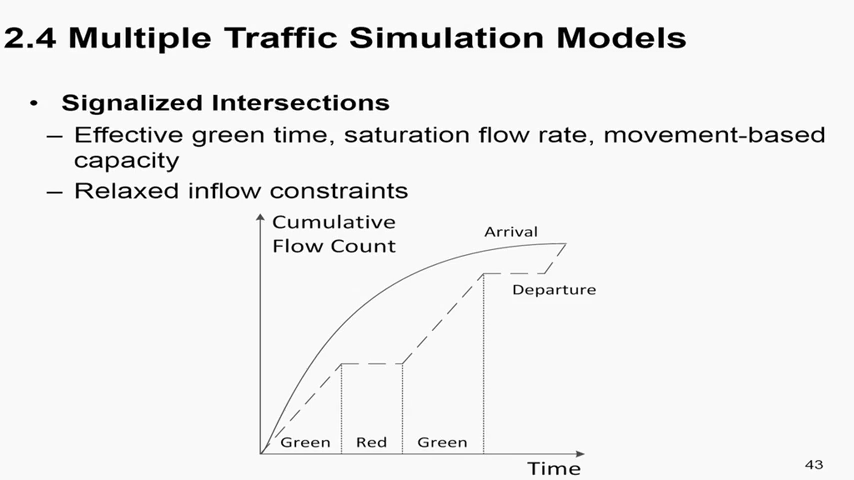 2.4 Multiple Traffic Simulation Models
• Signalized Intersections
– Effective green time, saturation flow rate, movement-based
capacity
– Relaxed inflow constraints
Cumulative
Flow Count
Arrival
Departure
Green
Red
Green
Time
43